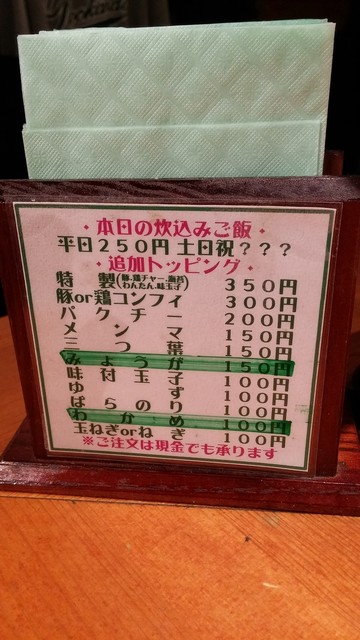 ・本日の炊込みご飯・
平日250円 土日祝???
・追加トッピング・
特製(豚、鶏チャー、海苔 わんたん、味玉子) 350円
豚or鶏コンフィ 300円
パクチー 200円
メンマ 150円
三つ葉 150円
みょうが 150円
味付玉子 100円
ゆず 100円
ばらのり 100円
わかめ 100円
玉ねぎorねぎ 100円
※ご注文は現金でも承ります